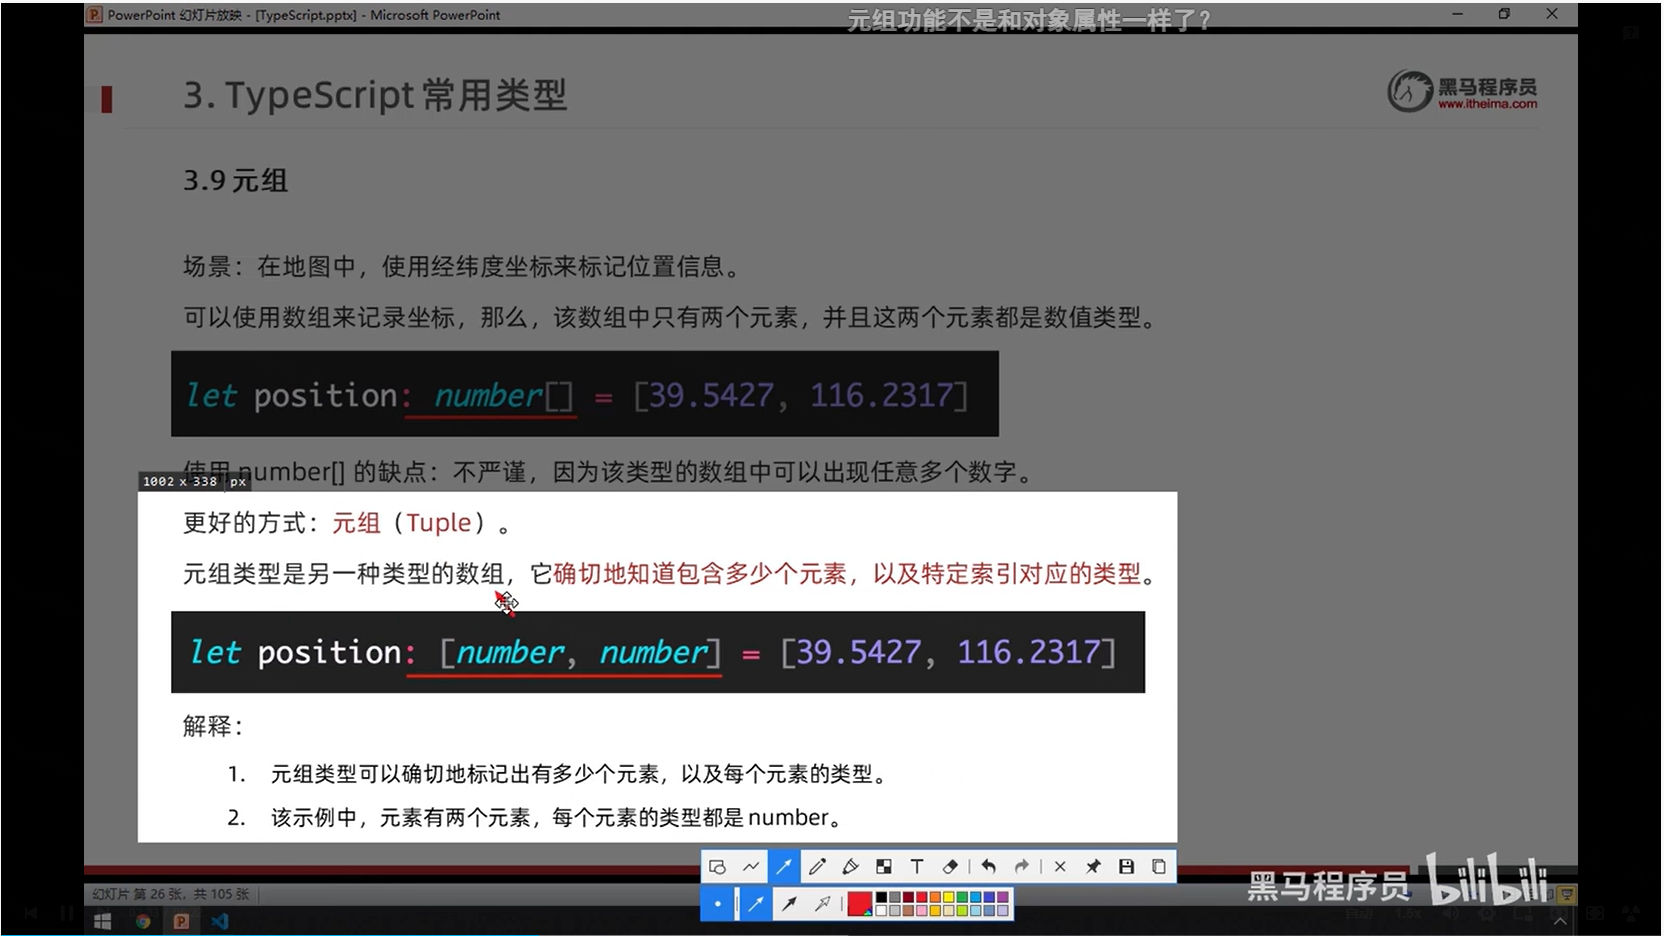 PowerPoint 幻灯片放映 - [TypeScript.pptx] - Microsoft PowerPoint
元组功能不是和对象属性一样了?
3. TypeScript 常用类型
黑马程序员
www.itheima.com
3.9 元组
场景：在地图中，使用经纬度坐标来标记位置信息。
可以使用数组来记录坐标，那么，该数组中只有两个元素，并且这两个元素都是数值类型。
let position: number[] = [39.5427, 116.2317]
使用 number[] 的缺点：不严谨，因为该类型的数组中可以出现任意多个数字。
1002 x 338 px
更好的方式：元组（Tuple）。
元组类型是另一种类型的数组，它确切地知道包含多少个元素，以及特定索引对应的类型。
let position: [number, number] = [39.5427, 116.2317]
解释：
1. 元组类型可以确切地标记出有多少个元素，以及每个元素的类型。
2. 该示例中，元素有两个元素，每个元素的类型都是 number。
幻灯片 第 26 张，共 105 张
黑马程序员 bilibili